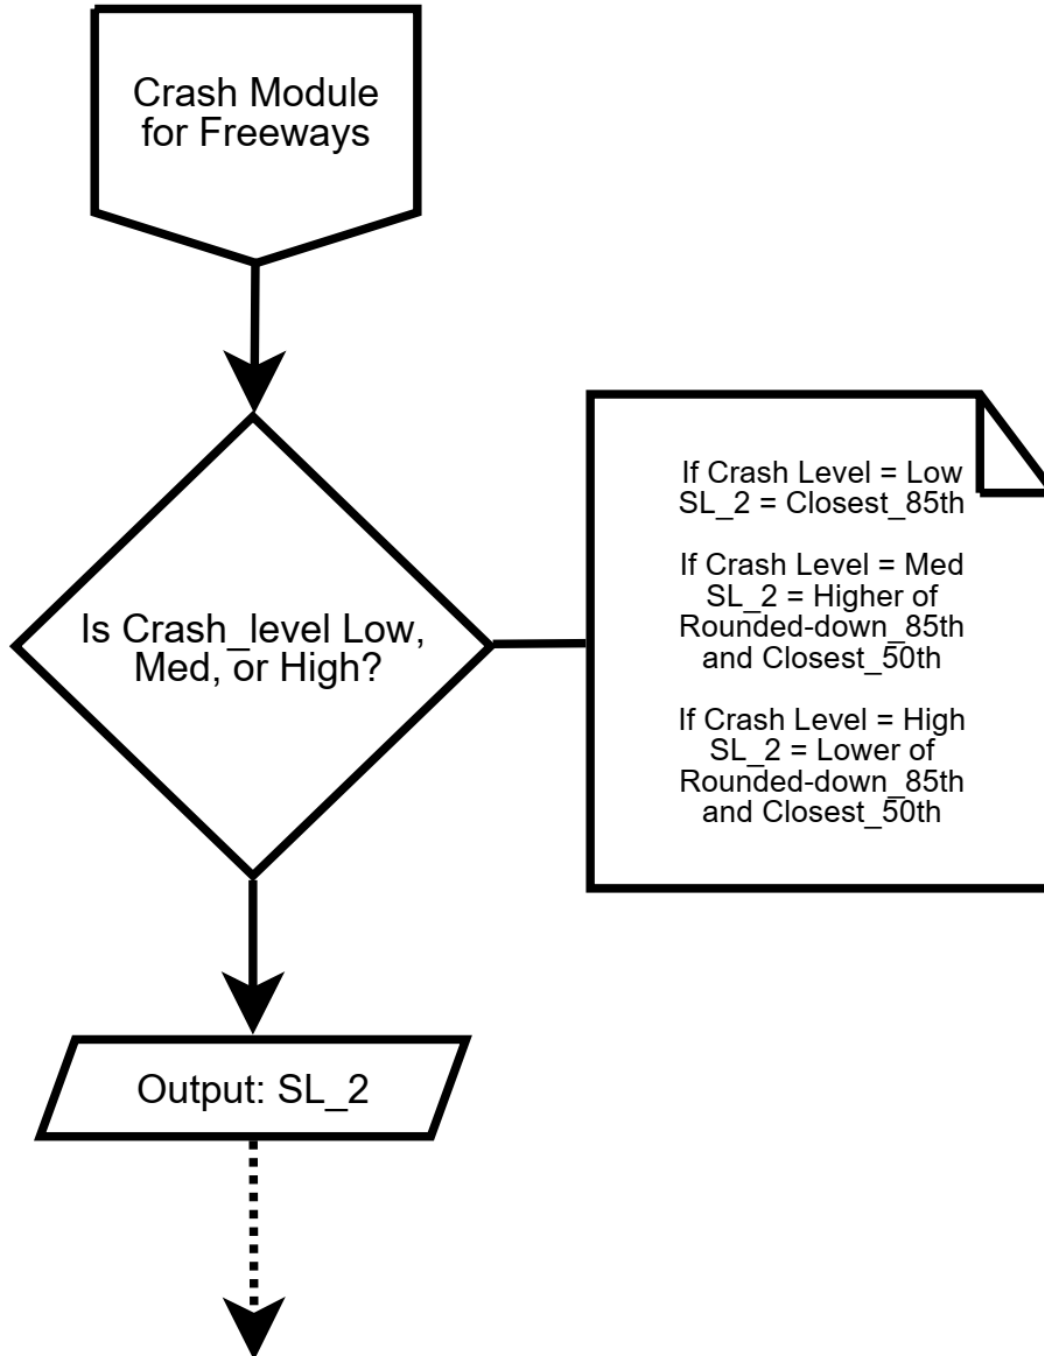 Crash Module
for Freeways
Is Crash_level Low,
Med, or High?
If Crash Level = Low
SL_2 = Closest_85th
If Crash Level = Med
SL_2 = Higher of
Rounded-down_85th
and Closest_50th
If Crash Level = High
SL_2 = Lower of
Rounded-down_85th
and Closest_50th
Output: SL_2